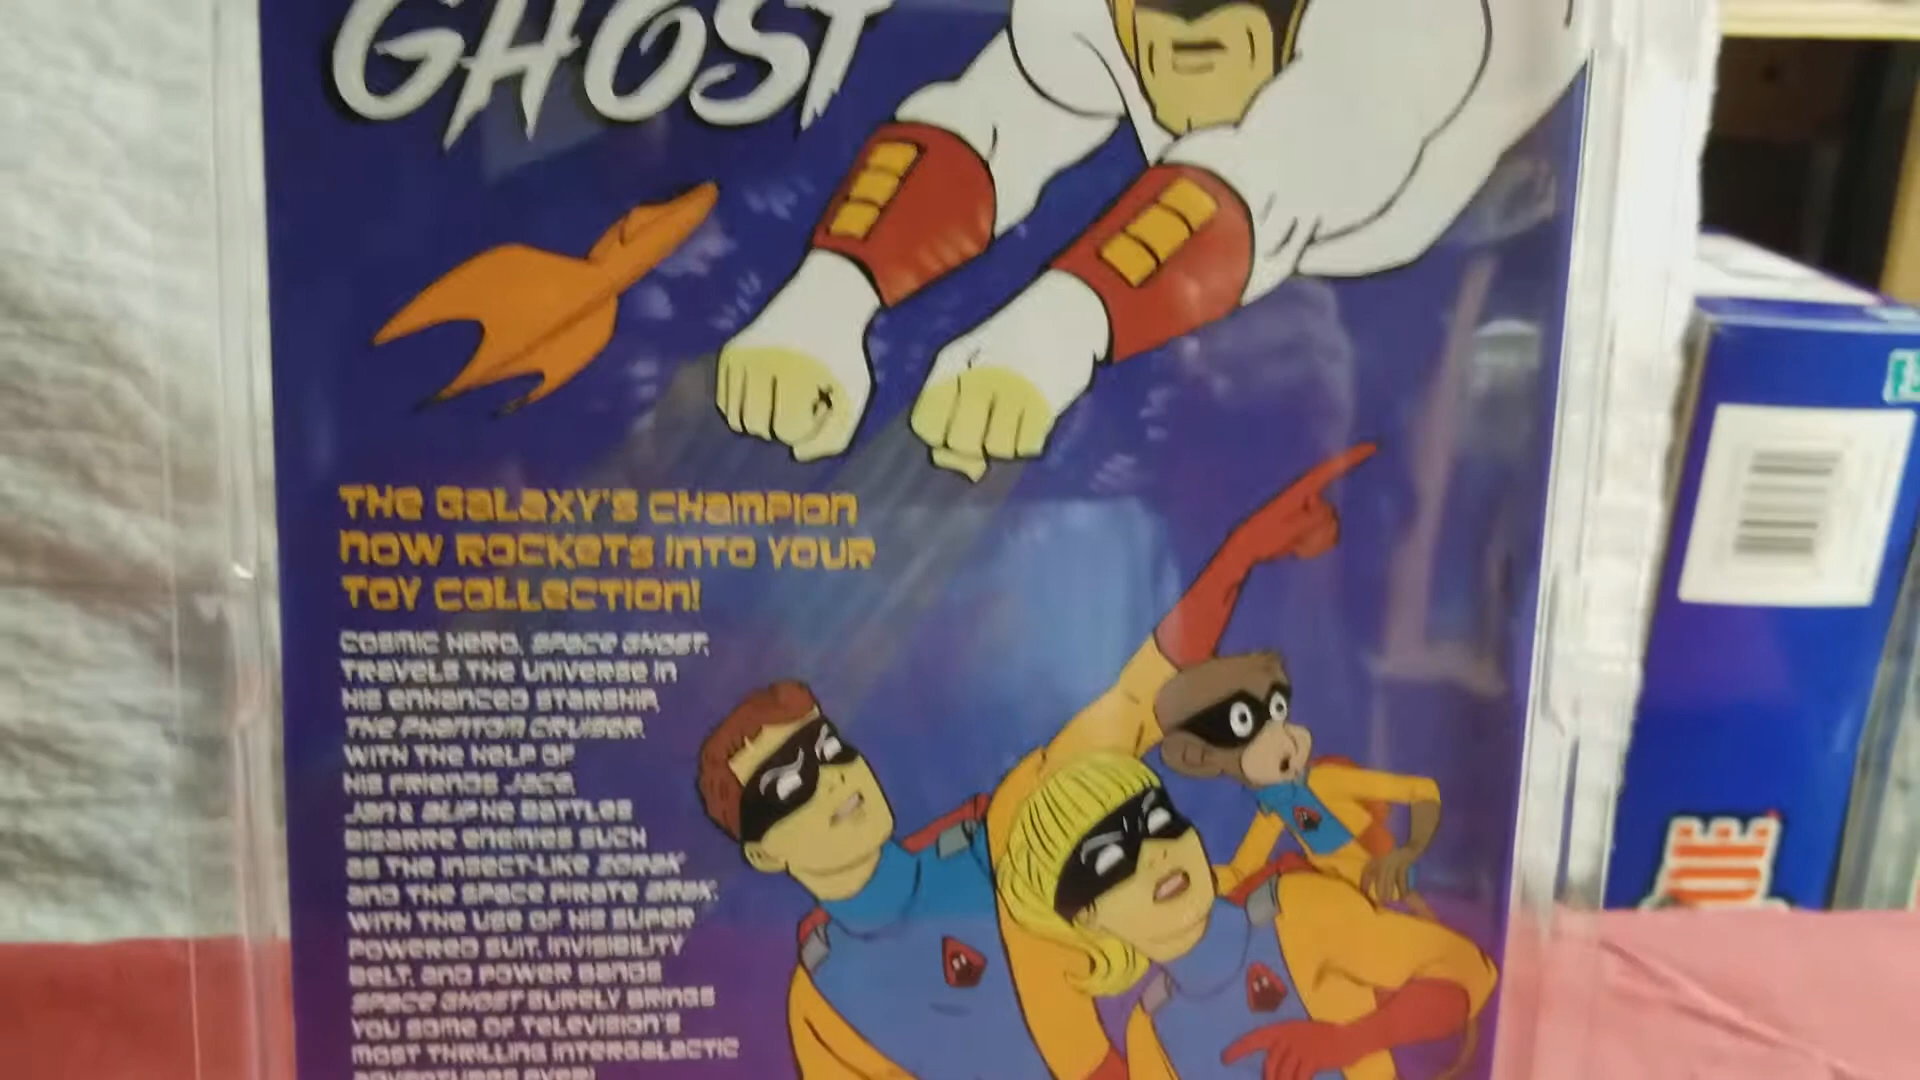 GHOST
THE GALAXY'S CHAMPION
NOW ROCKETS INTO YOUR
TOY COLLECTION!
COSMIC HERO, SPACE GHOST,
TRAVELS THE UNIVERSE IN
HIS ENHANCED STARSHIP,
THE PHANTOM CRUISER.
WITH THE HELP OF
HIS FRIENDS JACE,
JAN & BLIP HE BATTLES
BIZARRE ENEMIES SUCH
AS THE INSECT-LIKE ZORAK
AND THE SPACE PIRATE BRAK.
WITH THE USE OF HIS SUPER
POWERED SUIT, INVISIBILITY
BELT, AND POWER BANDS
SPACE GHOST SURELY BRINGS
YOU SOME OF TELEVISION'S
MOST THRILLING INTERGALACTIC
ADVENTURES EVER!
JOE